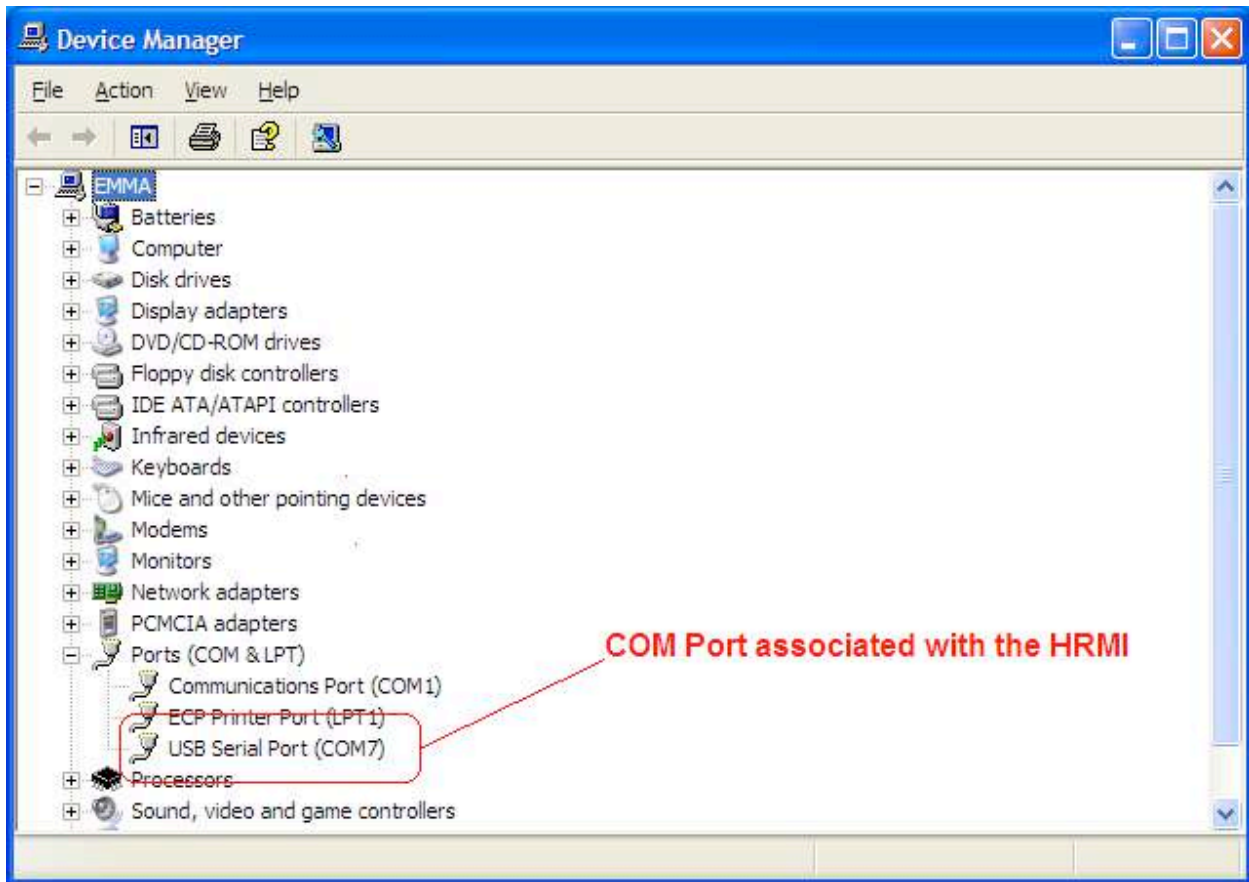 Device Manager
File Action View Help
EMMA
Batteries
Computer
Disk drives
Display adapters
DVD/CD-ROM drives
Floppy disk controllers
IDE ATA/ATAPI controllers
Infrared devices
Keyboards
Mice and other pointing devices
Modems
Monitors
Network adapters
PCMCIA adapters
Ports (COM & LPT)
COM Port associated with the HRMI
Communications Port (COM1)
ECP Printer Port (LPT1)
USB Serial Port (COM7)
Processors
Sound, video and game controllers